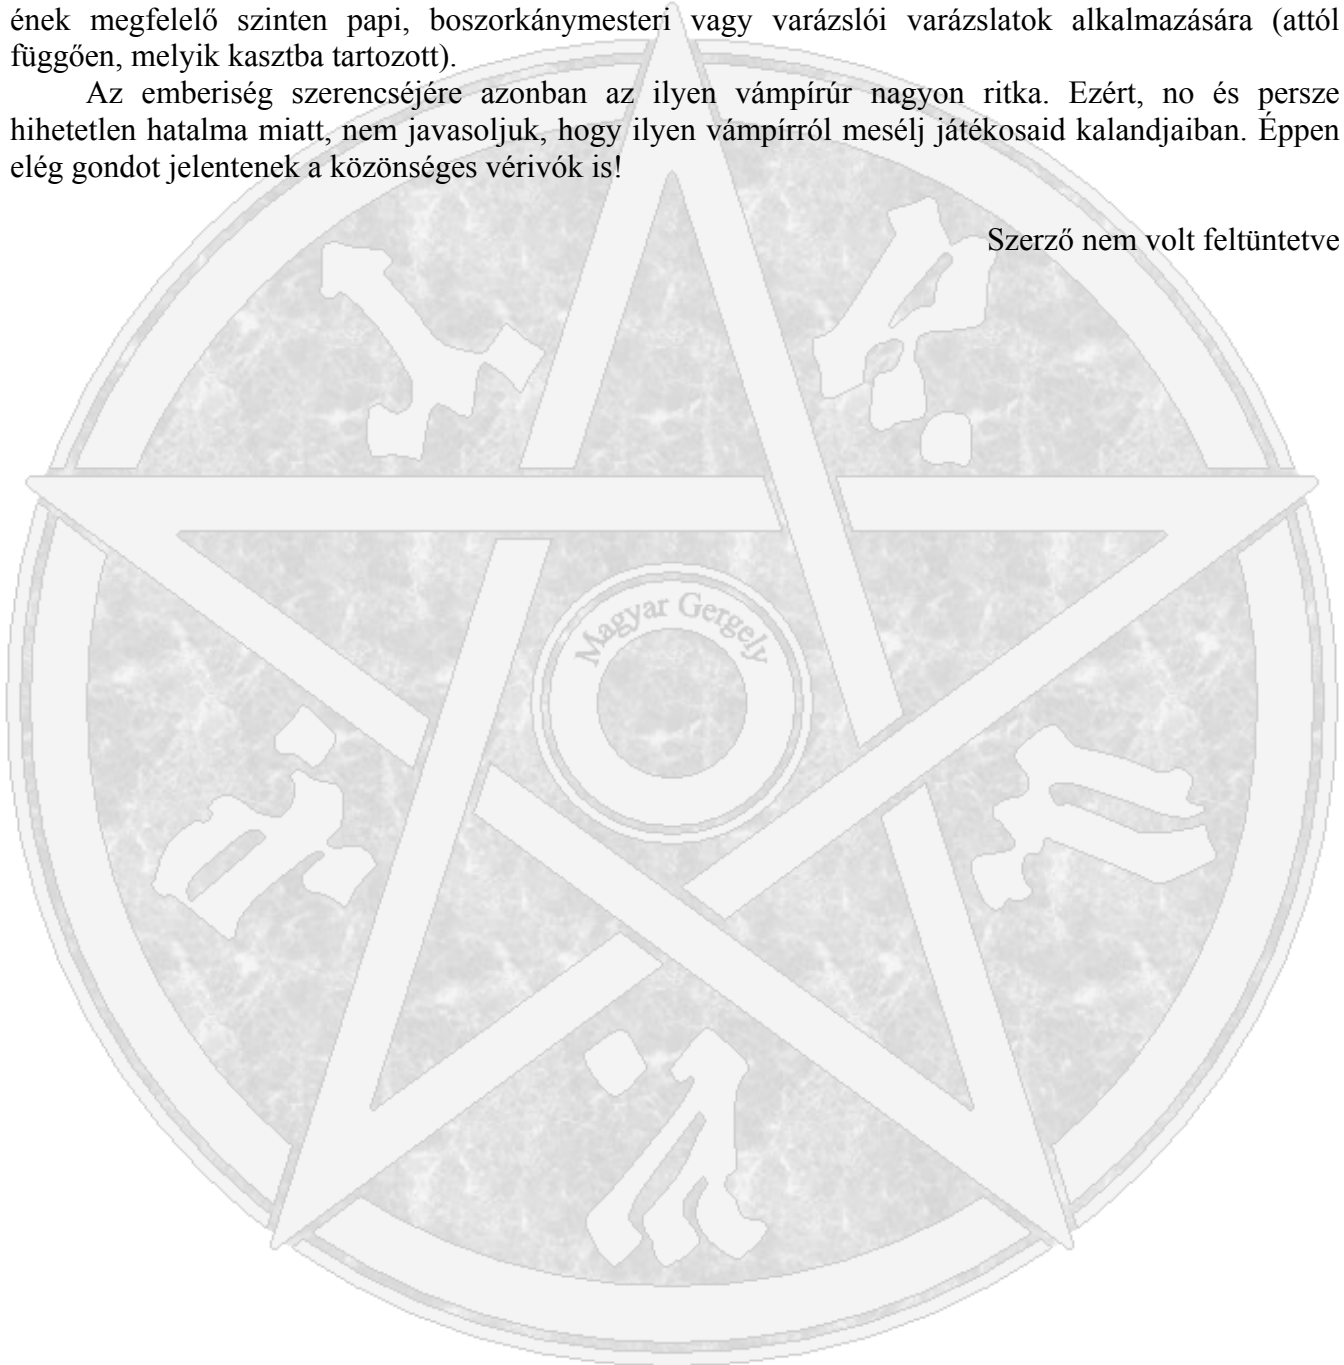 ének megfelelő szinten papi, boszorkánymesteri vagy varázslói varázslatok alkalmazására (attól
függően, melyik kasztba tartozott).
Az emberiség szerencséjére azonban az ilyen vámpírúr nagyon ritka. Ezért, no és persze
hihetetlen hatalma miatt, nem javasoljuk, hogy ilyen vámpírról mesélj játékosaid kalandjaiban. Éppen
elég gondot jelentenek a közönséges vérivók is!
Szerző nem volt feltüntetve
Magyar Gergely